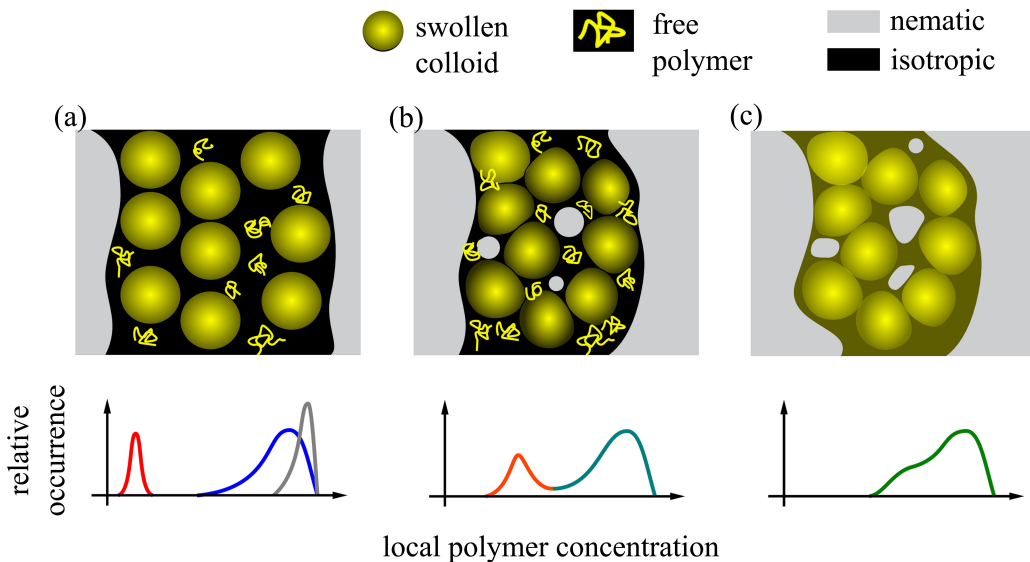 swollen
colloid
free
polymer
nematic
isotropic
(a)
(b)
(c)
relative
occurrence
local polymer concentration